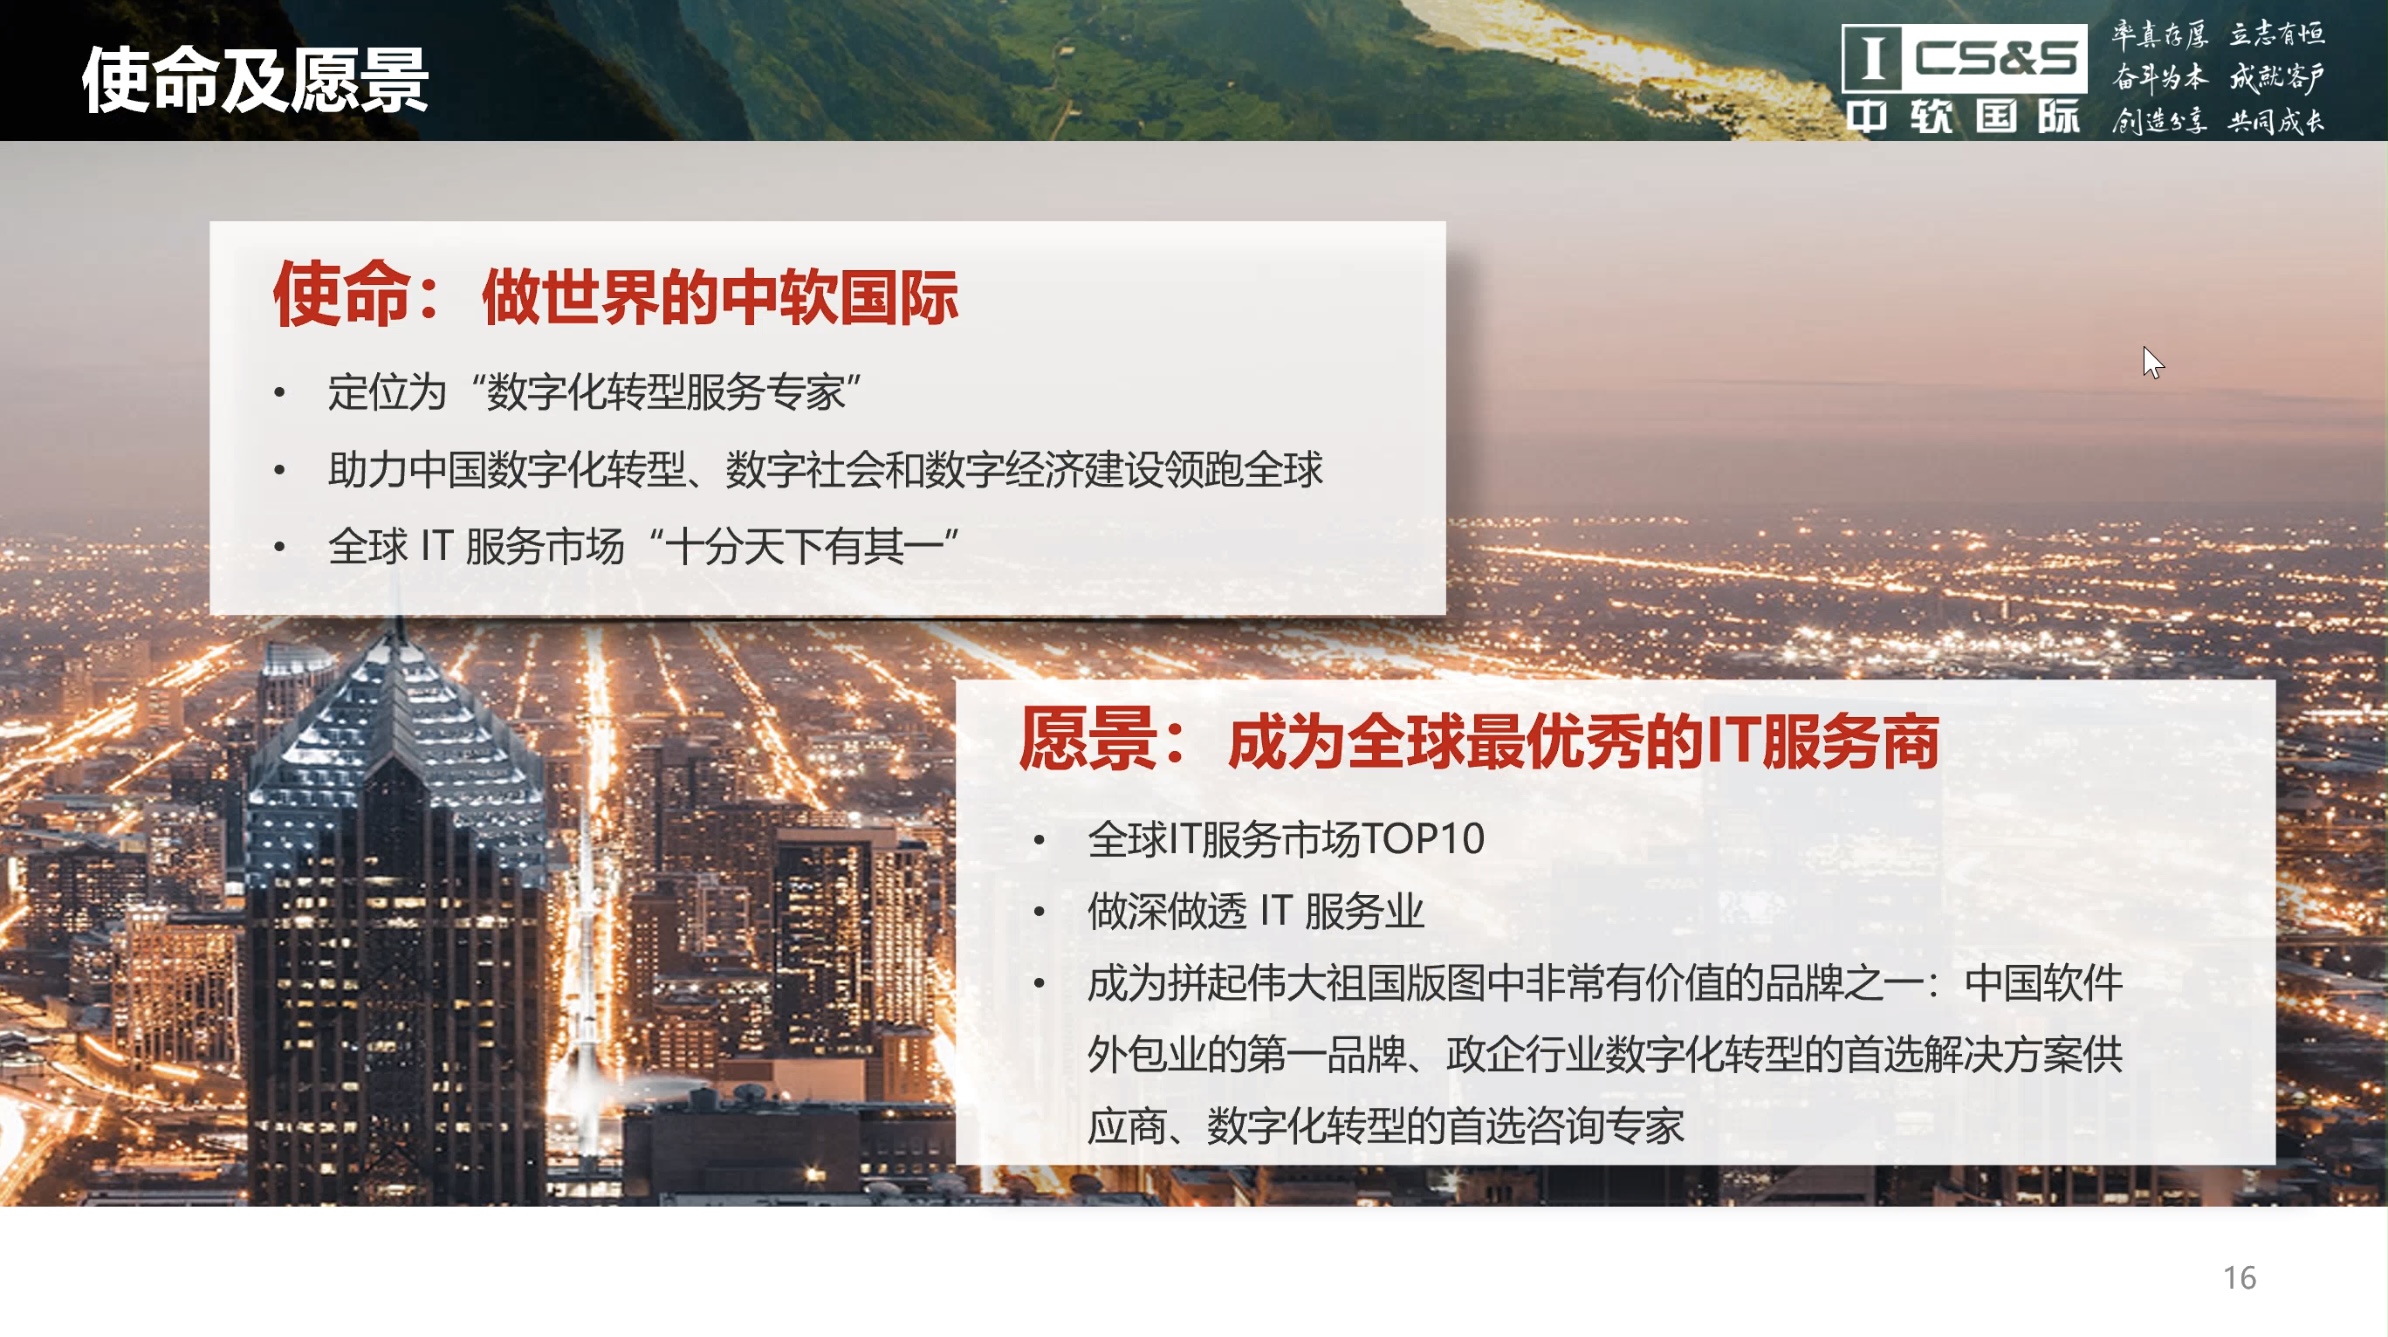 使命及愿景
I CS&S
中软国际
率真存厚 立志有恒
奋斗为本 成就客户
创造分享 共同成长
使命：做世界的中软国际
• 定位为“数字化转型服务专家”
• 助力中国数字化转型、数字社会和数字经济建设领跑全球
• 全球 IT 服务市场“十分天下有其一”
愿景：成为全球最优秀的IT服务商
• 全球IT服务市场TOP10
• 做深做透 IT 服务业
• 成为拼起伟大祖国版图中非常有价值的品牌之一：中国软件
外包业的第一品牌、政企行业数字化转型的首选解决方案供
应商、数字化转型的首选咨询专家
16